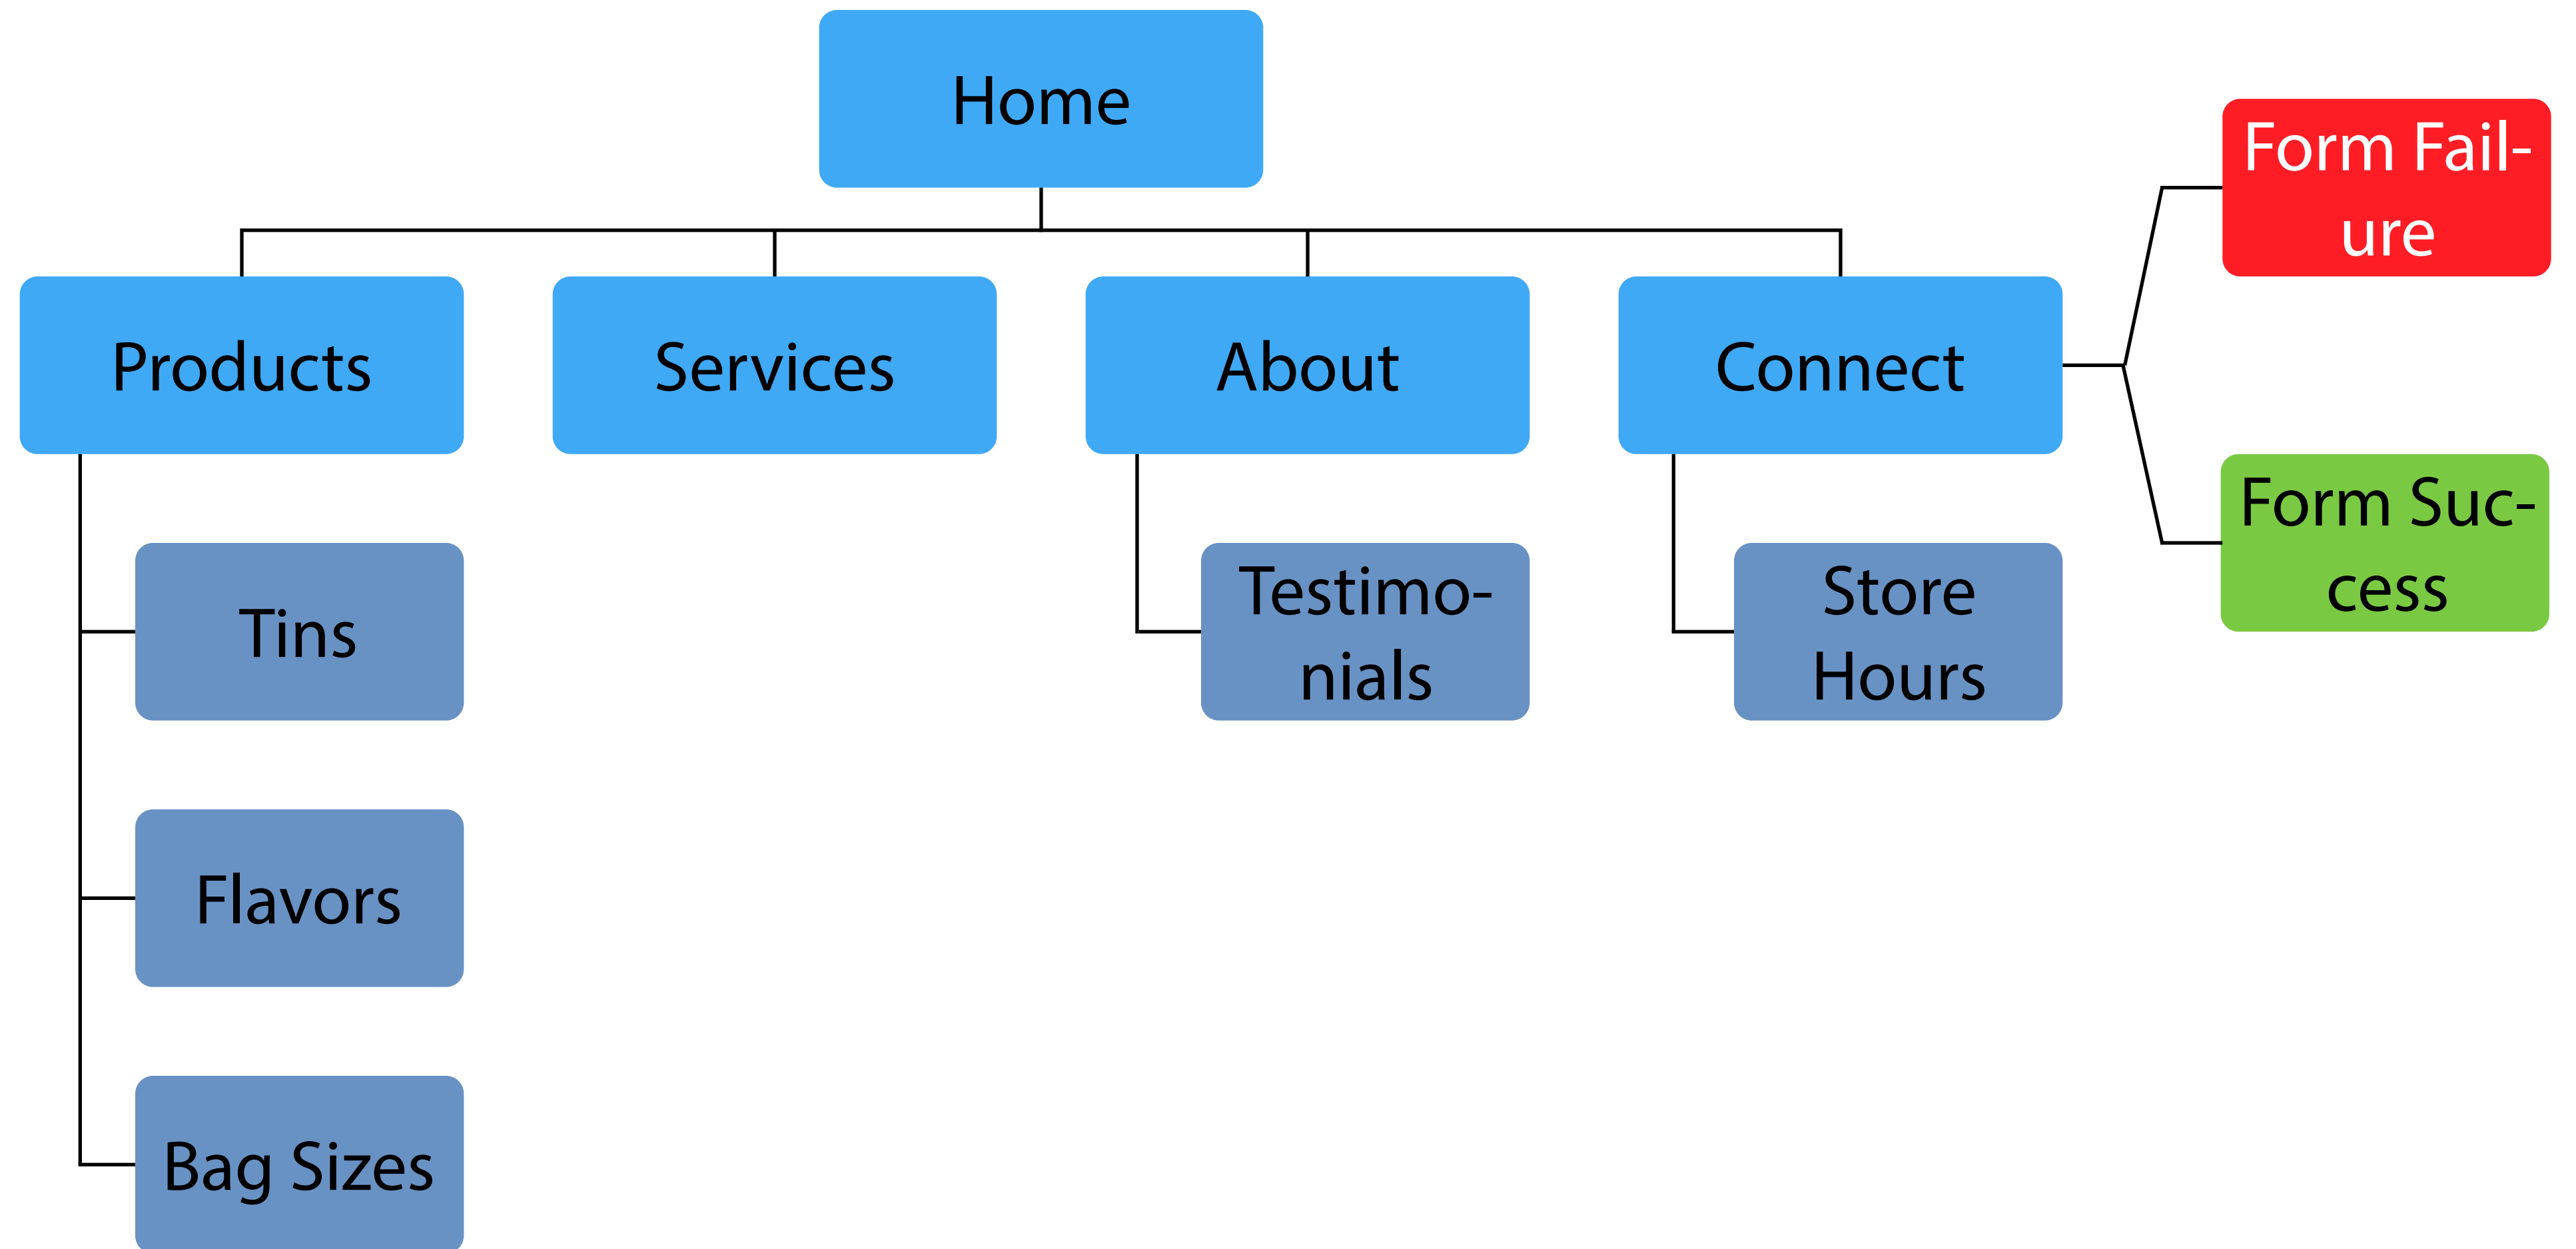 Home
Form Fail-
ure
Products
Services
About
Connect
Form Suc-
cess
Tins
Testimo-
nials
Store
Hours
Flavors
Bag Sizes